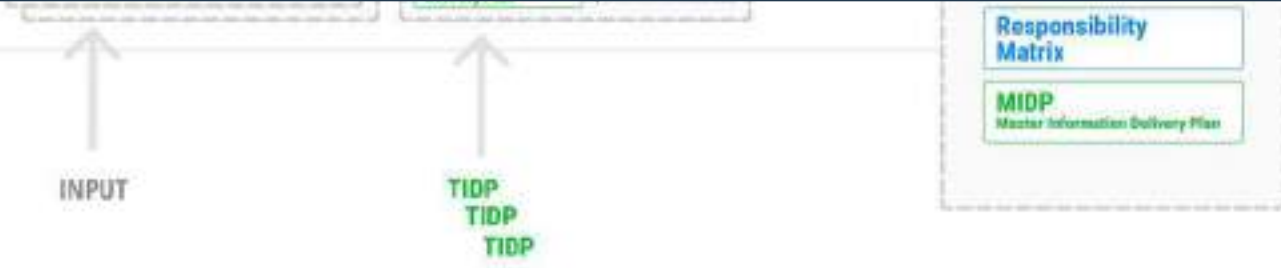 Responsibility
Matrix
MIDP
Master Information Delivery Plan
INPUT
TIDP
TIDP
TIDP